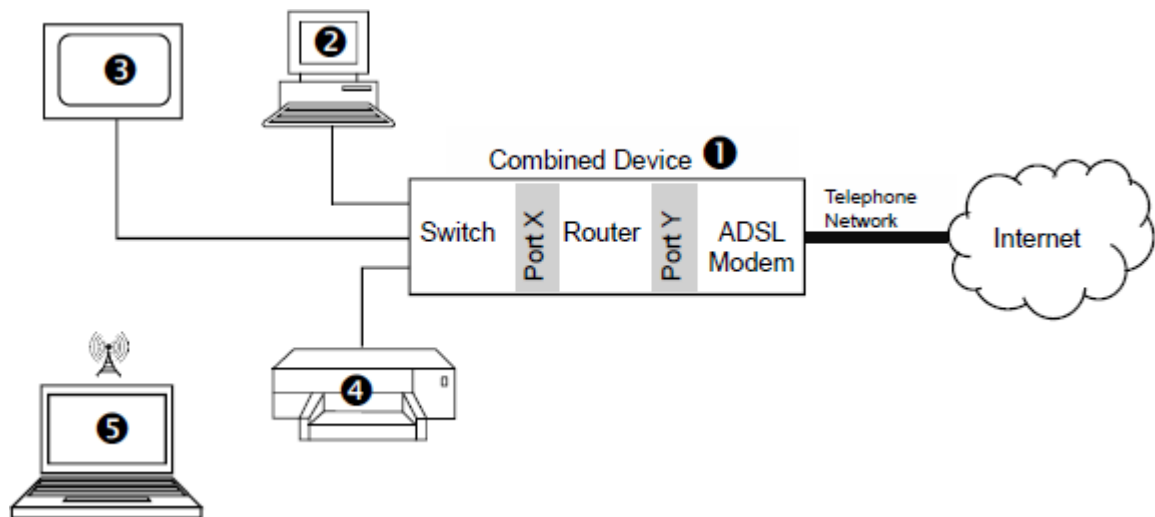 ❸
❷
Combined Device ❶
Switch
Port X
Router
Port Y
ADSL
Modem
Telephone
Network
Internet
❹
❺